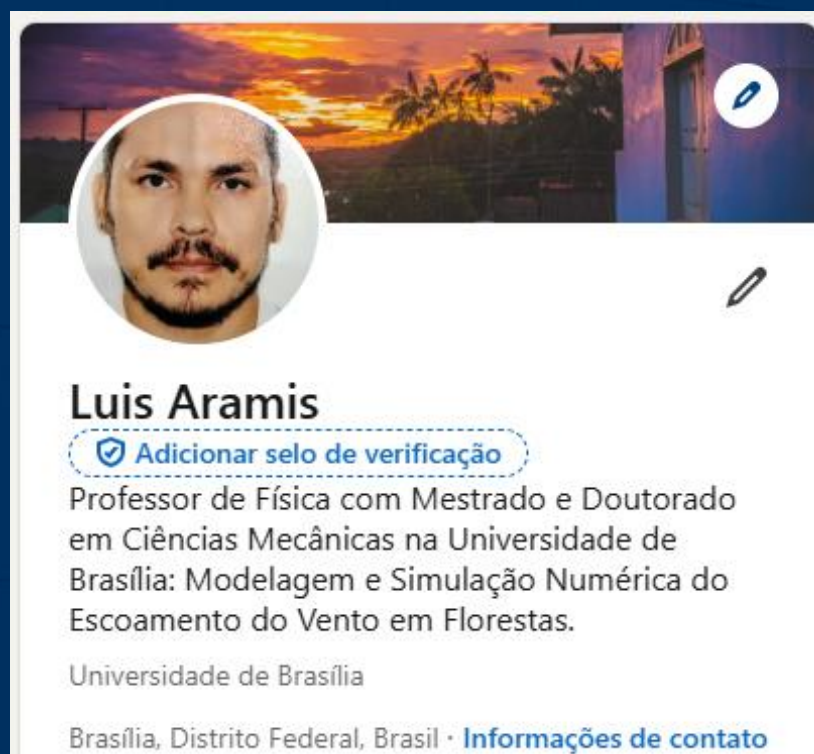 Luis Aramis
Adicionar selo de verificação
Professor de Física com Mestrado e Doutorado
em Ciências Mecânicas na Universidade de
Brasília: Modelagem e Simulação Numérica do
Escoamento do Vento em Florestas.
Universidade de Brasília
Brasília, Distrito Federal, Brasil · Informações de contato